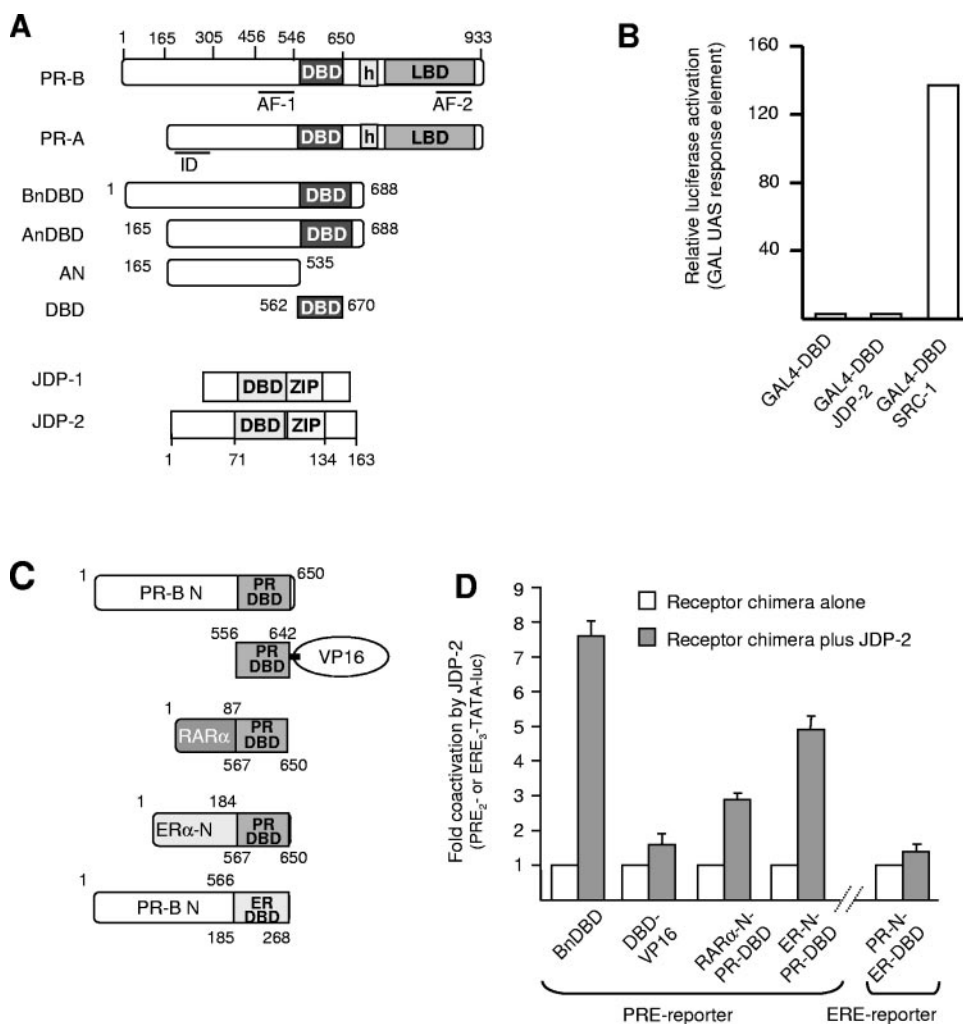 A
1 165 305 456 546 650 933
PR-B DBD h LBD
AF-1 AF-2
PR-A DBD h LBD
ID
BnDBD 1 DBD 688
AnDBD 165 DBD 688
AN 165 535
DBD 562 DBD 670
JDP-1 DBD ZIP
JDP-2 DBD ZIP
1 71 134 163
B
Relative luciferase activation
(GAL UAS response element)
160
120
80
40
GAL4-DBD
GAL4-DBD
JDP-2
GAL4-DBD
SRC-1
C
1 650
PR-B N PR
DBD
556 642
PR
DBD VP16
1 87
RARα PR
DBD
567 650
1 184
ERα-N PR
DBD
567 650
1 566
PR-B N ER
DBD
185 268
D
Fold coactivation by JDP-2
(PRE2- or ERE3-TATA-luc)
9
8
7
6
5
4
3
2
1
Receptor chimera alone
Receptor chimera plus JDP-2
BnDBD
DBD-
VP16
RARα-N-
PR-DBD
ER-N-
PR-DBD
PR-N-
ER-DBD
PRE-reporter ERE-reporter